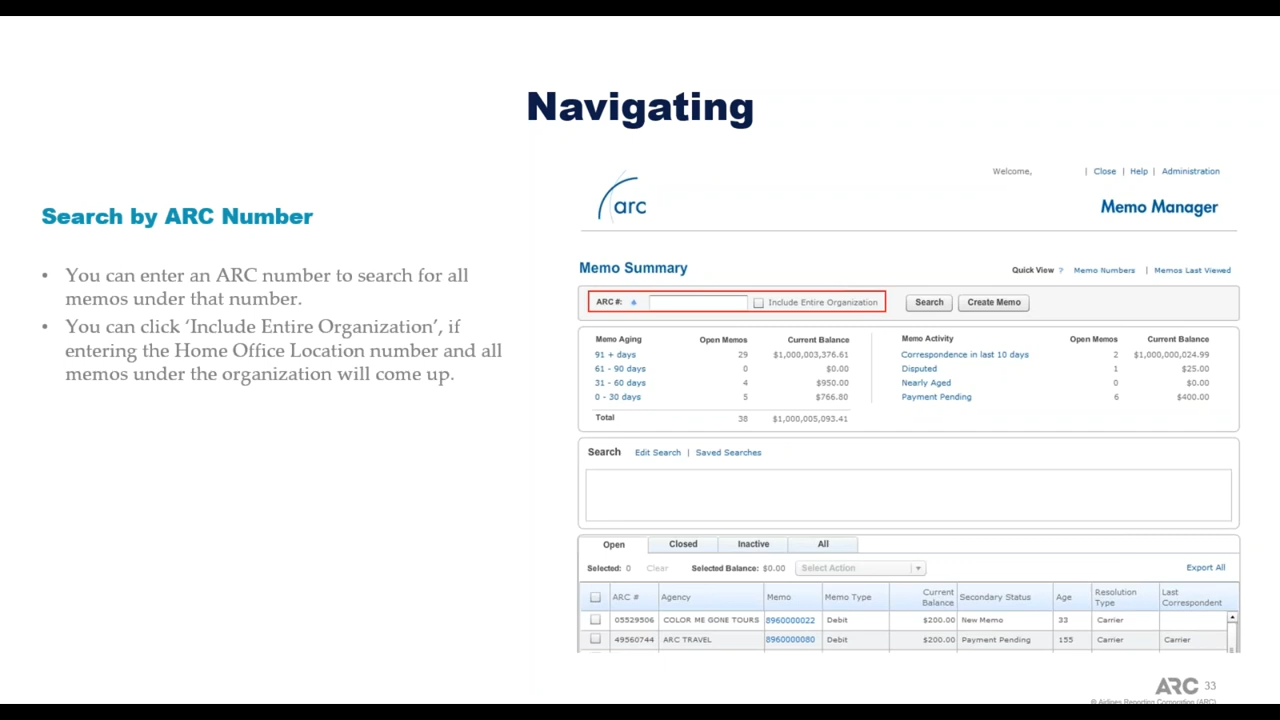 Navigating
Search by ARC Number
• You can enter an ARC number to search for all
memos under that number.
• You can click ‘Include Entire Organization’, if
entering the Home Office Location number and all
memos under the organization will come up.
Welcome, | Close | Help | Administration
arc
Memo Manager
Memo Summary
Quick View ? Memo Numbers | Memos Last Viewed
ARC #: Include Entire Organization Search Create Memo
Memo Aging Open Memos Current Balance
91 + days 29 $1,000,003,376.61
61 - 90 days 0 $0.00
31 - 60 days 4 $950.00
0 - 30 days 5 $766.80
Total 38 $1,000,005,093.41
Memo Activity Open Memos Current Balance
Correspondence in last 10 days 2 $1,000,000,024.99
Disputed 1 $25.00
Nearly Aged 0 $0.00
Payment Pending 6 $400.00
Search Edit Search | Saved Searches
Open Closed Inactive All
Selected: 0 Clear Selected Balance: $0.00 Select Action Export All
ARC # Agency Memo Memo Type Current Balance Secondary Status Age Resolution Type Last Correspondent
05529506 COLOR ME GONE TOURS 8960000022 Debit $200.00 New Memo 33 Carrier
49560744 ARC TRAVEL 8960000080 Debit $200.00 Payment Pending 155 Carrier Carrier
ARC 33
© Airlines Reporting Corporation (ARC)